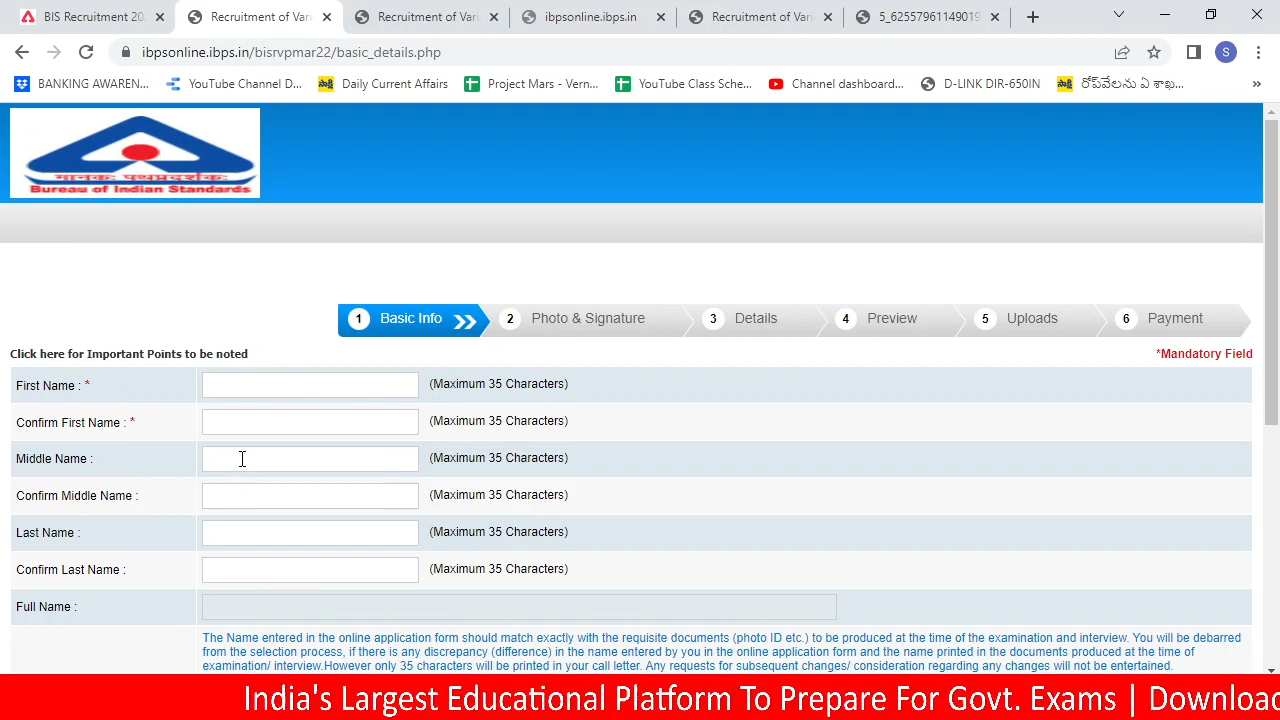 BIS Recruitment 202
Recruitment of Vari
Recruitment of Vari
ibpsonline.ibps.in
Recruitment of Vari
5_62557961149019
ibpsonline.ibps.in/bisrvpmar22/basic_details.php
S
BANKING AWAREN...
YouTube Channel D...
Daily Current Affairs
Project Mars - Vern...
YouTube Class Sche...
Channel dashboard...
D-LINK DIR-650IN
రోప్‌వేలను ఏ శాఖ...
मानकः पथप्रदर्शकः
Bureau of Indian Standards
1 Basic Info
2 Photo & Signature
3 Details
4 Preview
5 Uploads
6 Payment
Click here for Important Points to be noted
*Mandatory Field
First Name : *
(Maximum 35 Characters)
Confirm First Name : *
(Maximum 35 Characters)
Middle Name :
(Maximum 35 Characters)
Confirm Middle Name :
(Maximum 35 Characters)
Last Name :
(Maximum 35 Characters)
Confirm Last Name :
(Maximum 35 Characters)
Full Name :
The Name entered in the online application form should match exactly with the requisite documents (photo ID etc.) to be produced at the time of the examination and interview. You will be debarred
from the selection process, if there is any discrepancy (difference) in the name entered by you in the online application form and the name printed in the documents produced at the time of
examination/ interview.However only 35 characters will be printed in your call letter. Any requests for subsequent changes/ consideration regarding any changes will not be entertained.
India's Largest Educational Platform To Prepare For Govt. Exams | Download